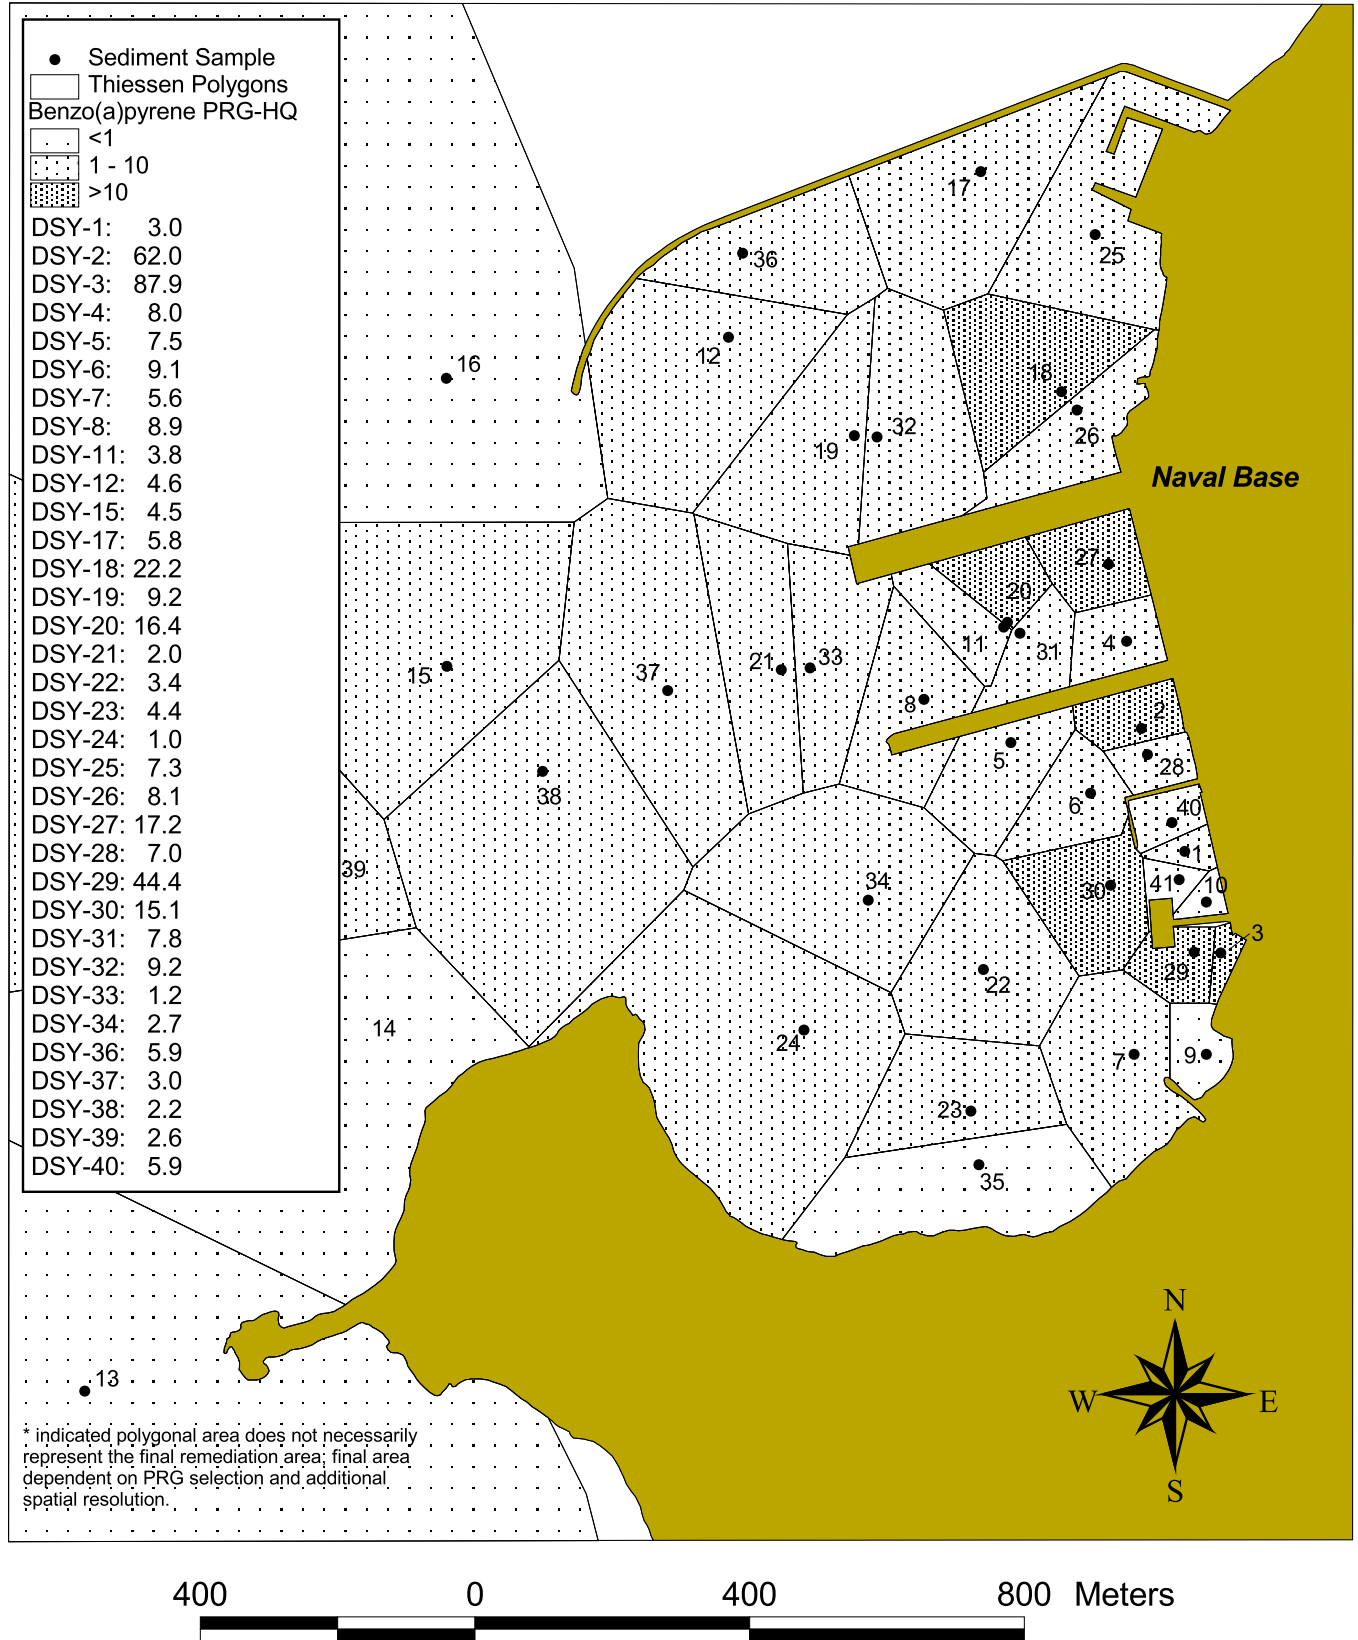 Sediment Sample
Thiessen Polygons
Benzo(a)pyrene PRG-HQ
<1
1 - 10
>10
DSY-1: 3.0
DSY-2: 62.0
DSY-3: 87.9
DSY-4: 8.0
DSY-5: 7.5
DSY-6: 9.1
DSY-7: 5.6
DSY-8: 8.9
DSY-11: 3.8
DSY-12: 4.6
DSY-15: 4.5
DSY-17: 5.8
DSY-18: 22.2
DSY-19: 9.2
DSY-20: 16.4
DSY-21: 2.0
DSY-22: 3.4
DSY-23: 4.4
DSY-24: 1.0
DSY-25: 7.3
DSY-26: 8.1
DSY-27: 17.2
DSY-28: 7.0
DSY-29: 44.4
DSY-30: 15.1
DSY-31: 7.8
DSY-32: 9.2
DSY-33: 1.2
DSY-34: 2.7
DSY-36: 5.9
DSY-37: 3.0
DSY-38: 2.2
DSY-39: 2.6
DSY-40: 5.9
17
25
36
12
16
18
26
19
32
Naval Base
27
20
11
31
4
15
37
21
33
8
2
5
28
38
6
40
1
39
34
30
41
10
3
29
22
14
24
7
9
23
35
13
N
W
E
S
* indicated polygonal area does not necessarily
represent the final remediation area; final area
dependent on PRG selection and additional
spatial resolution.
400 0 400 800 Meters